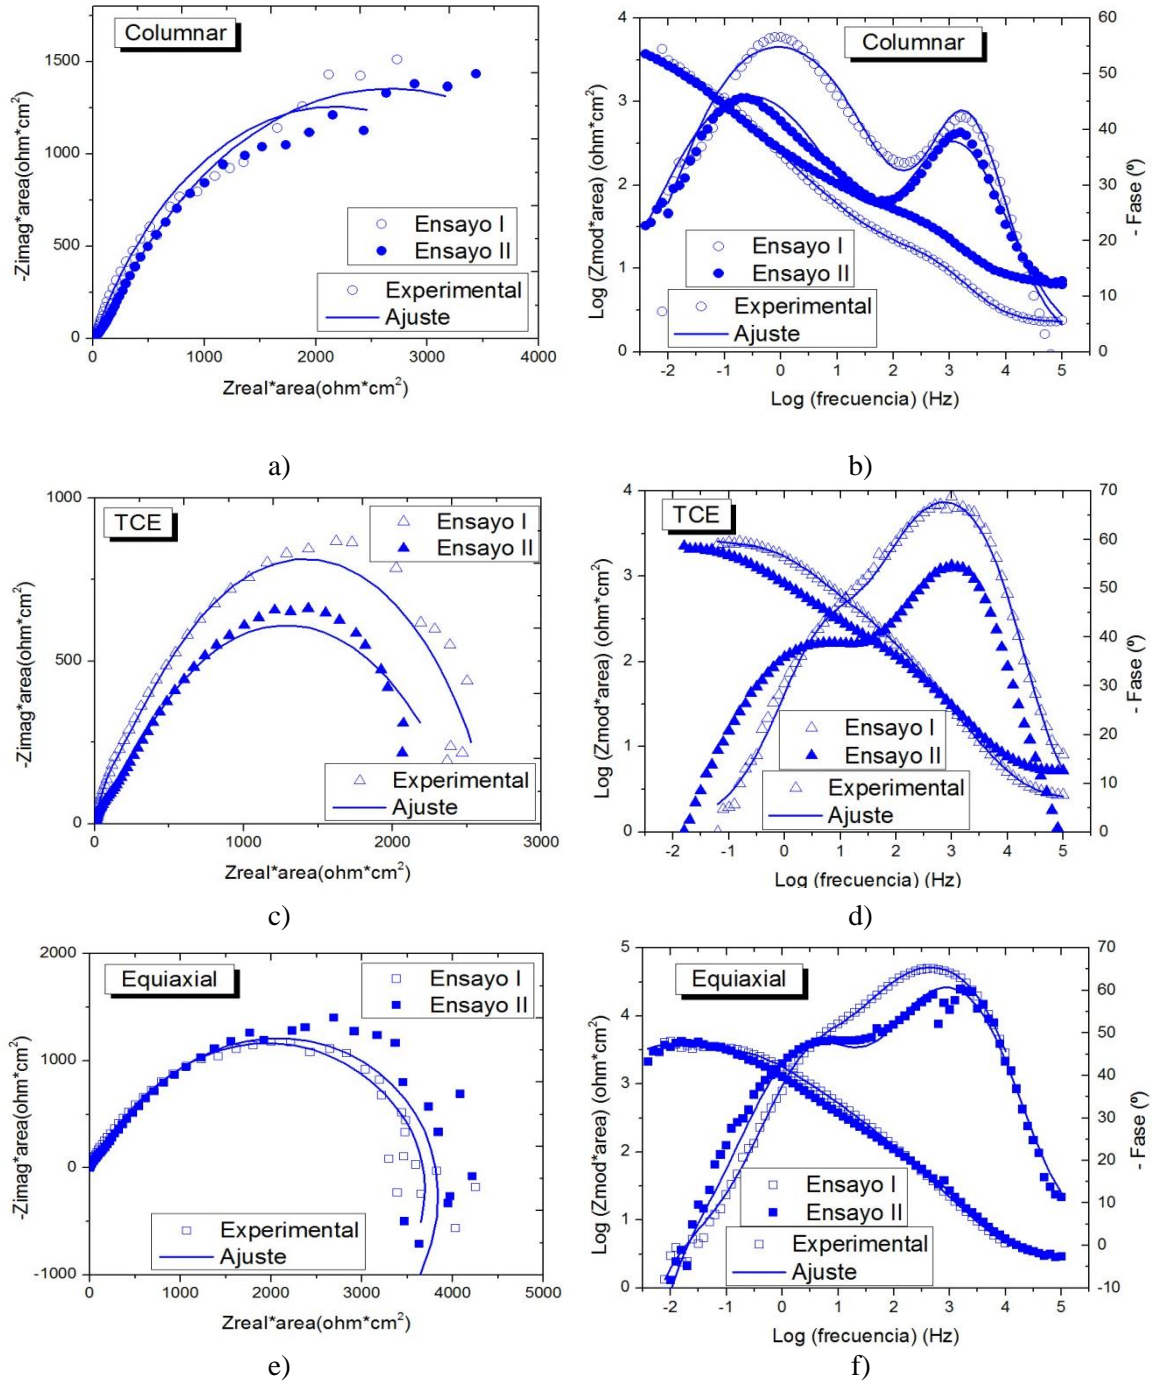 Columnar
Ensayo I
Ensayo II
Experimental
Ajuste
-Zimag*area(ohm*cm²)
1500
1000
500
0
0 1000 2000 3000 4000
Zreal*area(ohm*cm²)
a)
Columnar
Ensayo I
Ensayo II
Experimental
Ajuste
Log (Zmod*area) (ohm*cm²)
4
3
2
1
0
- Fase (º)
60
50
40
30
20
10
0
-2 -1 0 1 2 3 4 5
Log (frecuencia) (Hz)
b)
TCE
Ensayo I
Ensayo II
Experimental
Ajuste
-Zimag*area(ohm*cm²)
1000
500
0
0 1000 2000 3000
Zreal*area(ohm*cm²)
c)
TCE
Ensayo I
Ensayo II
Experimental
Ajuste
Log (Zmod*area) (ohm*cm²)
4
3
2
1
0
- Fase (º)
70
60
50
40
30
20
10
0
-2 -1 0 1 2 3 4 5
Log (frecuencia) (Hz)
d)
Equiaxial
Ensayo I
Ensayo II
Experimental
Ajuste
-Zimag*area(ohm*cm²)
2000
1000
0
-1000
0 1000 2000 3000 4000 5000
Zreal*area(ohm*cm²)
e)
Equiaxial
Ensayo I
Ensayo II
Experimental
Ajuste
Log (Zmod*area) (ohm*cm²)
5
4
3
2
1
0
- Fase (º)
70
60
50
40
30
20
10
0
-10
-2 -1 0 1 2 3 4 5
Log (frecuencia) (Hz)
f)